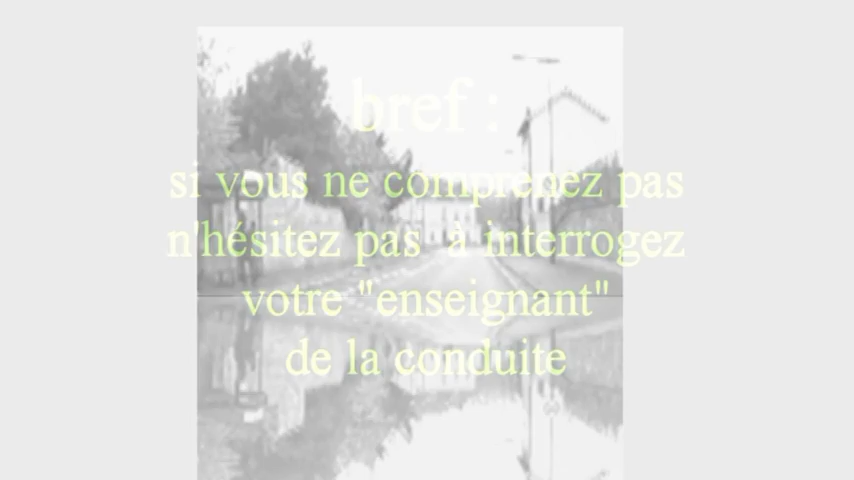 bref :
si vous ne comprenez pas
n'hésitez pas à interrogez
votre "enseignant"
de la conduite